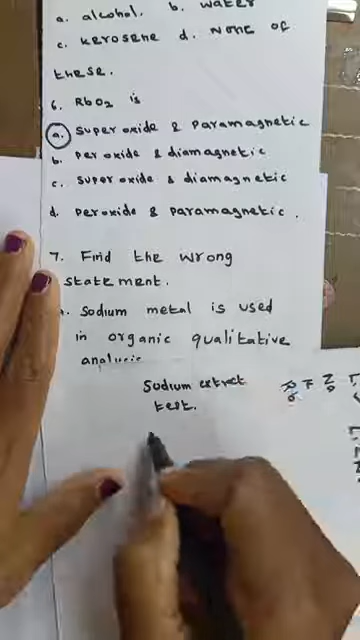 a. alcohol. b. water
c. kerosene d. None of
these.
6. RbO2 is
a. Superoxide & Paramagnetic
b. Peroxide & diamagnetic
c. superoxide & diamagnetic
d. peroxide & paramagnetic.
7. Find the wrong
statement.
. Sodium metal is used
in organic qualitative
analysis
Sodium extract
test.